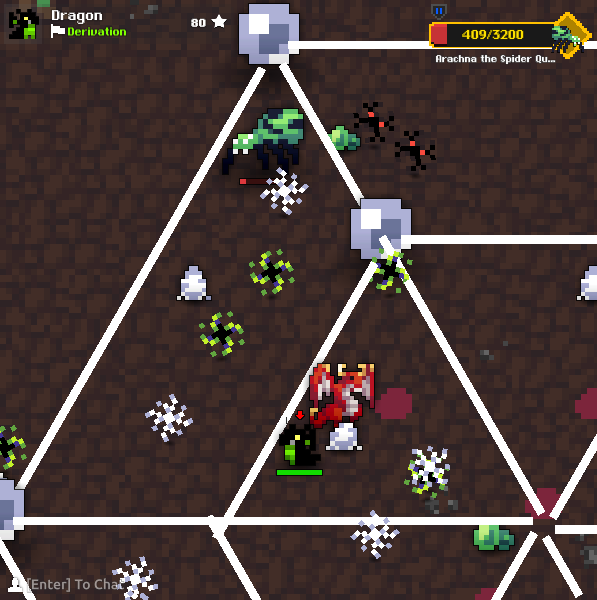 Dragon
Derivation
80
409/3200
Arachna the Spider Qu...
[Enter] To Chat